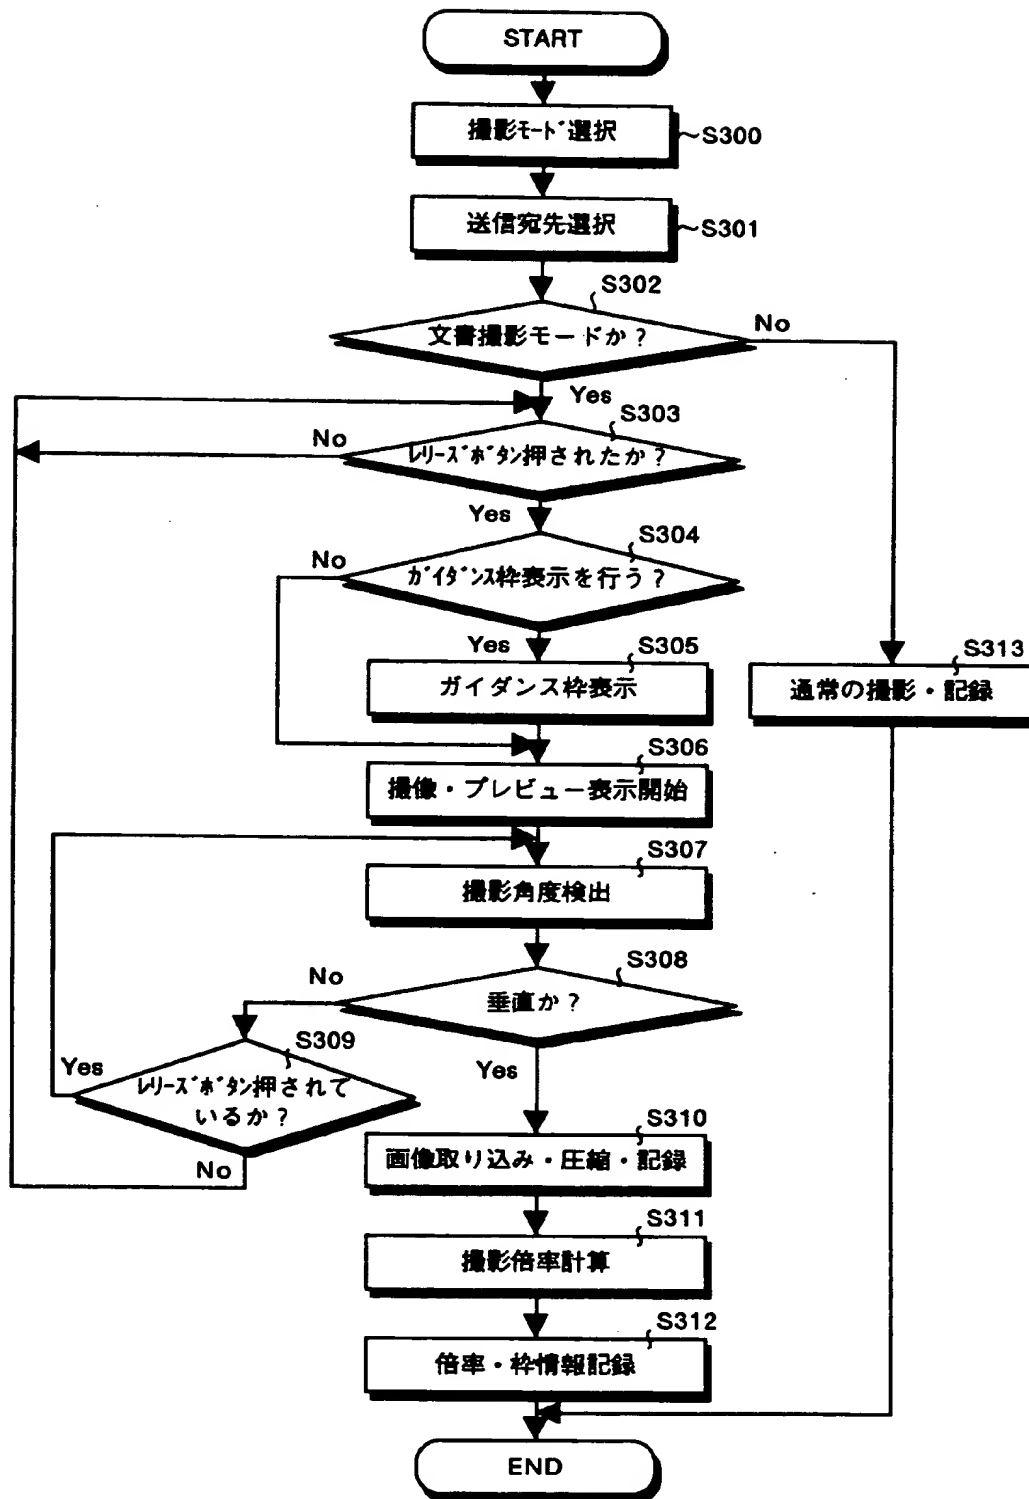 START
撮影モード選択
S300
送信宛先選択
S301
S302
文書撮影モードか？
No
Yes
S303
No
レリーズボタン押されたか？
Yes
S304
No
ガイダンス枠表示を行う？
Yes
S305
ガイダンス枠表示
S313
通常の撮影・記録
S306
撮像・プレビュー表示開始
S307
撮影角度検出
S308
No
垂直か？
S309
Yes
レリーズボタン押されて
いるか？
No
Yes
S310
画像取り込み・圧縮・記録
S311
撮影倍率計算
S312
倍率・枠情報記録
END